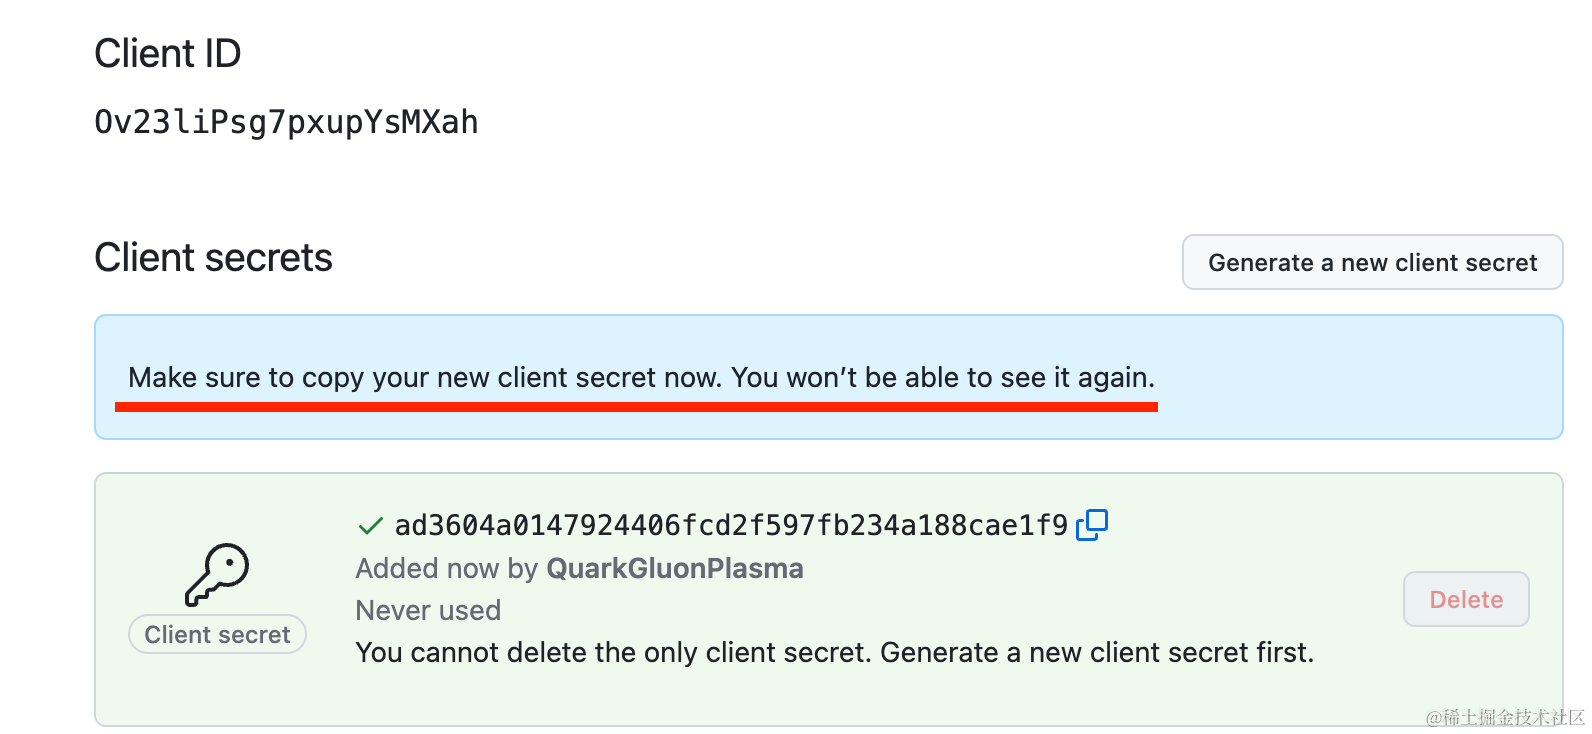 Client ID
Ov23liPsg7pxupYsMXah
Client secrets
Generate a new client secret
Make sure to copy your new client secret now. You won’t be able to see it again.
ad3604a0147924406fcd2f597fb234a188cae1f9
Added now by QuarkGluonPlasma
Never used
Client secret
Delete
You cannot delete the only client secret. Generate a new client secret first.
@稀土掘金技术社区